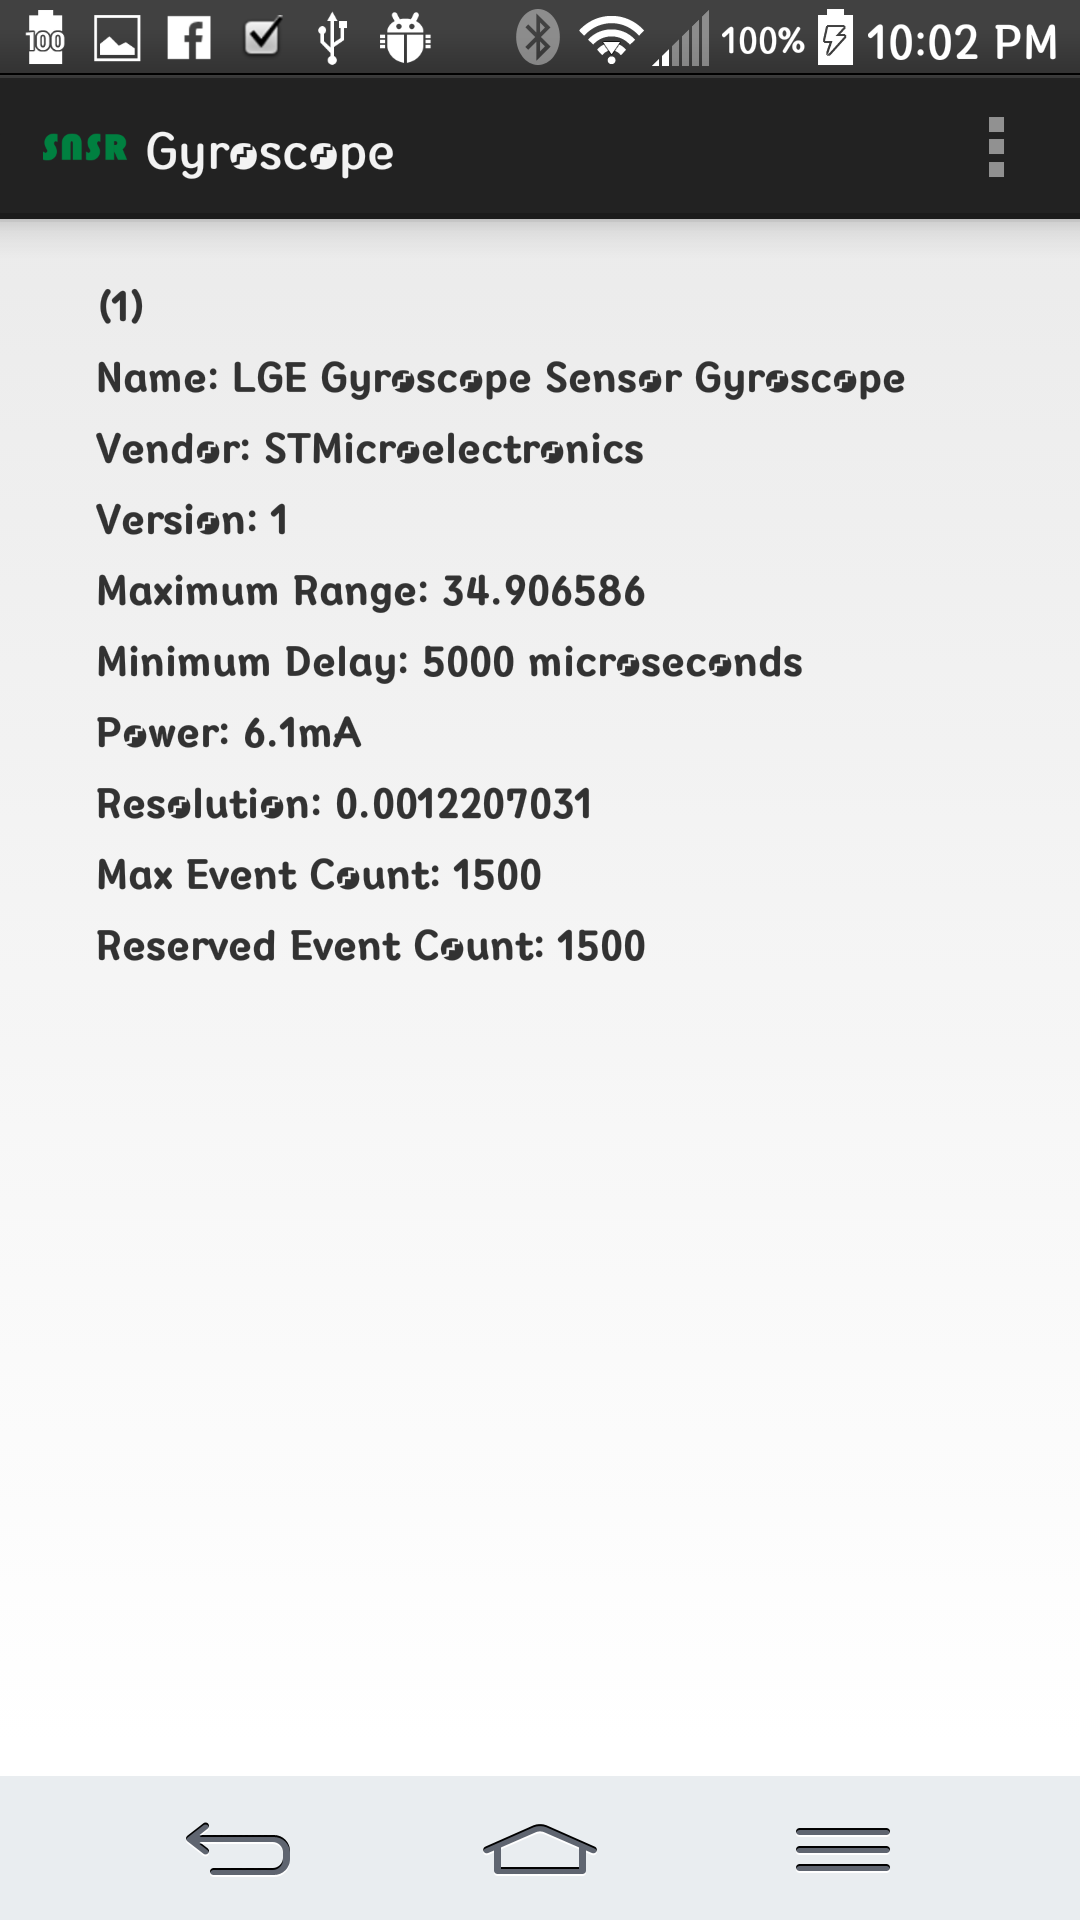 100 100% 10:02 PM
SNSR Gyroscope
(1)
Name: LGE Gyroscope Sensor Gyroscope
Vendor: STMicroelectronics
Version: 1
Maximum Range: 34.906586
Minimum Delay: 5000 microseconds
Power: 6.1mA
Resolution: 0.0012207031
Max Event Count: 1500
Reserved Event Count: 1500